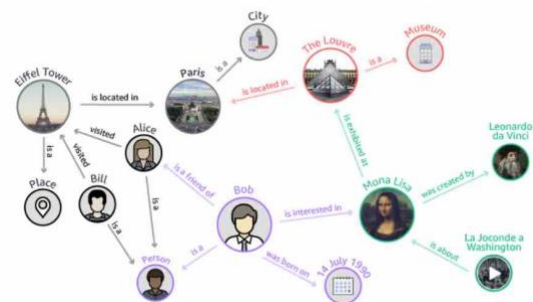 City
The Louvre
Museum
is a
is a
Eiffel Tower
Paris
is located in
is located in
Alice
visited
visited
is exhibited at
Leonardo
da Vinci
is a
Bill
is a friend of
Bob
Mona Lisa
was created by
Place
is a
is a
is interested in
La Joconde a
Washington
Person
is a
was born on
14 July 1990
is about